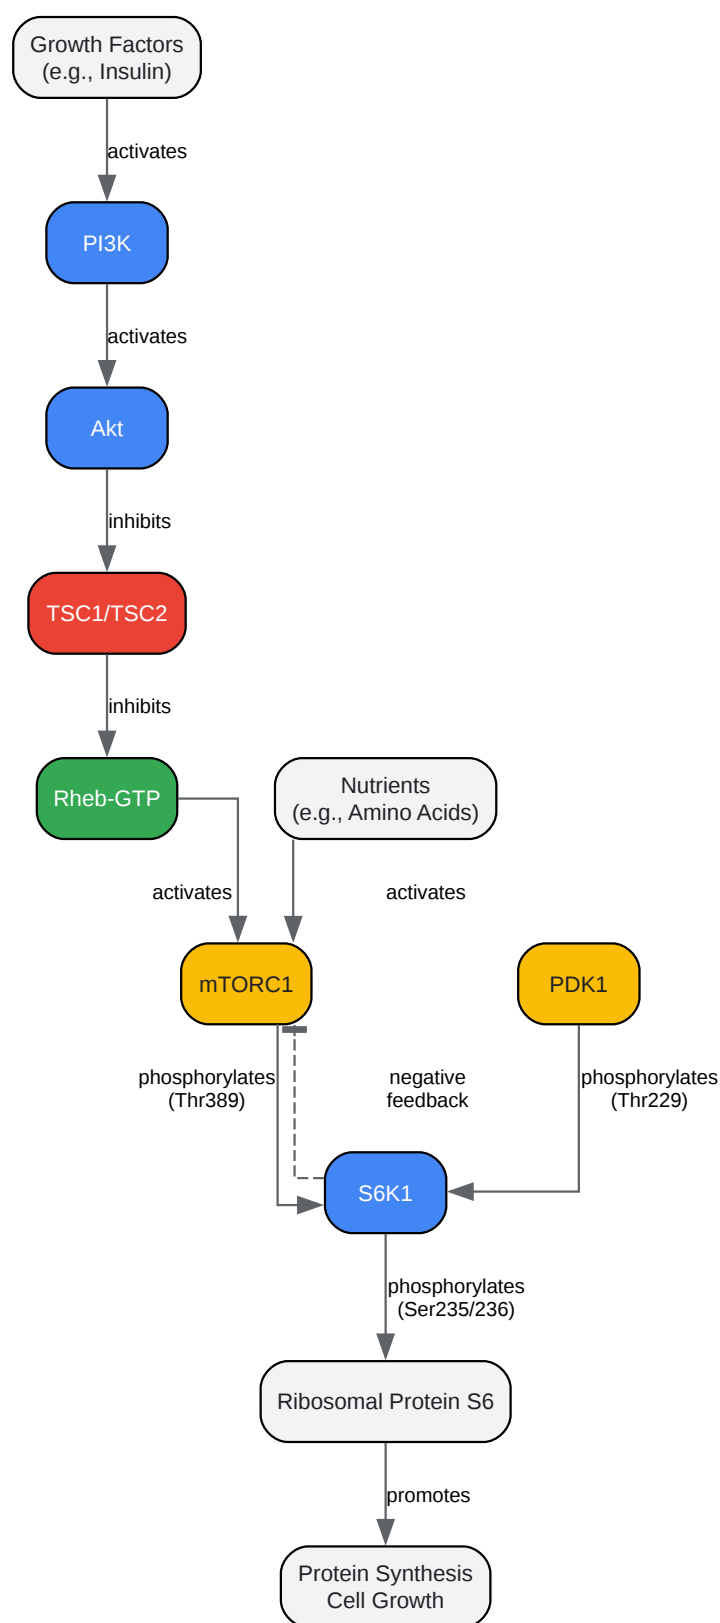 Growth Factors
(e.g., Insulin)
activates
PI3K
activates
Akt
inhibits
TSC1/TSC2
inhibits
Rheb-GTP
Nutrients
(e.g., Amino Acids)
activates
activates
mTORC1
PDK1
phosphorylates
(Thr389)
negative
feedback
phosphorylates
(Thr229)
S6K1
phosphorylates
(Ser235/236)
Ribosomal Protein S6
promotes
Protein Synthesis
Cell Growth